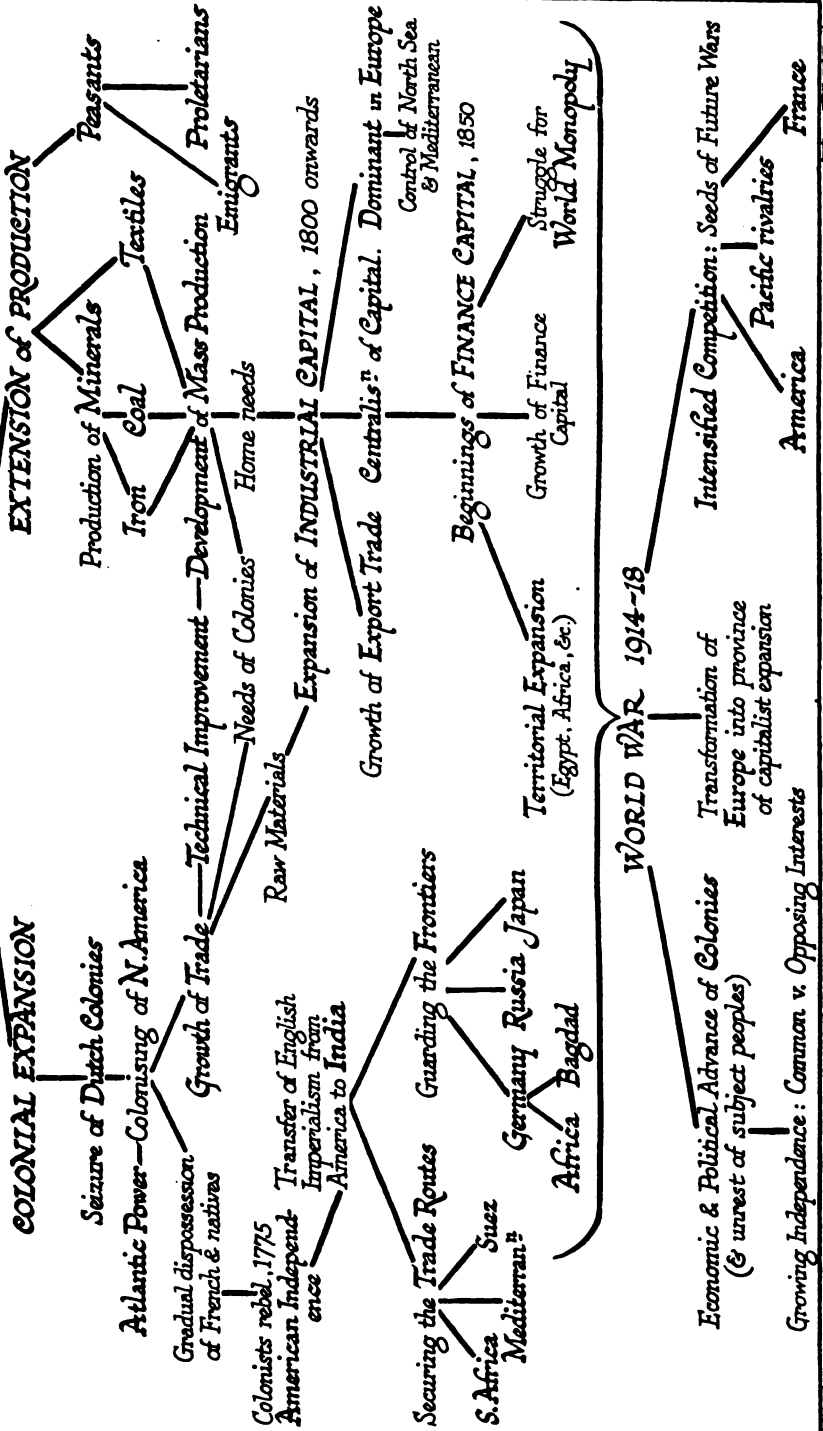 COLONIAL EXPANSION
Seizure of Dutch Colonies
Atlantic Power—Colonising of N. America
Gradual dispossession
of French & natives
Growth of Trade
Colonists rebel, 1775
American Independ-
ence
Transfer of English
Imperialism from
America to India
Securing the Trade Routes
S. Africa
Mediterranⁿ
Suez
Guarding the Frontiers
Germany
Russia
Japan
Africa
Bagdad
EXTENSION of PRODUCTION
Production of Minerals
Textiles
Peasants
Iron
Coal
Emigrants
Proletarians
—Technical Improvement—Development of Mass Production
Needs of Colonies
Home needs
Raw Materials
Expansion of INDUSTRIAL CAPITAL, 1800 onwards
Growth of Export Trade
Centralisⁿ of Capital.
Dominant in Europe
Control of North Sea
& Mediterranean
Beginnings of FINANCE CAPITAL, 1850
Territorial Expansion
(Egypt, Africa, &c.)
Growth of Finance
Capital
Struggle for
World Monopoly
WORLD WAR 1914-18
Economic & Political Advance of Colonies
(& unrest of subject peoples)
Growing Independence: Common v. Opposing Interests
Transformation of
Europe into province
of capitalist expansion
Intensified Competition: Seeds of Future Wars
America
Pacific rivalries
France